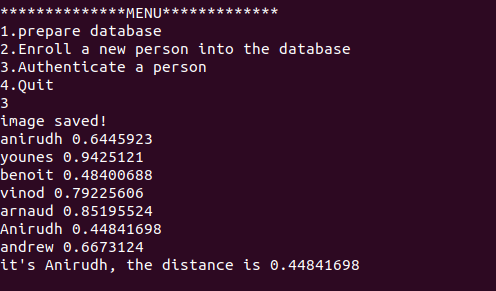 **************MENU*************
1.prepare database
2.Enroll a new person into the database
3.Authenticate a person
4.Quit
3
image saved!
anirudh 0.6445923
younes 0.9425121
benoit 0.48400688
vinod 0.79225606
arnaud 0.85195524
Anirudh 0.44841698
andrew 0.6673124
it's Anirudh, the distance is 0.44841698